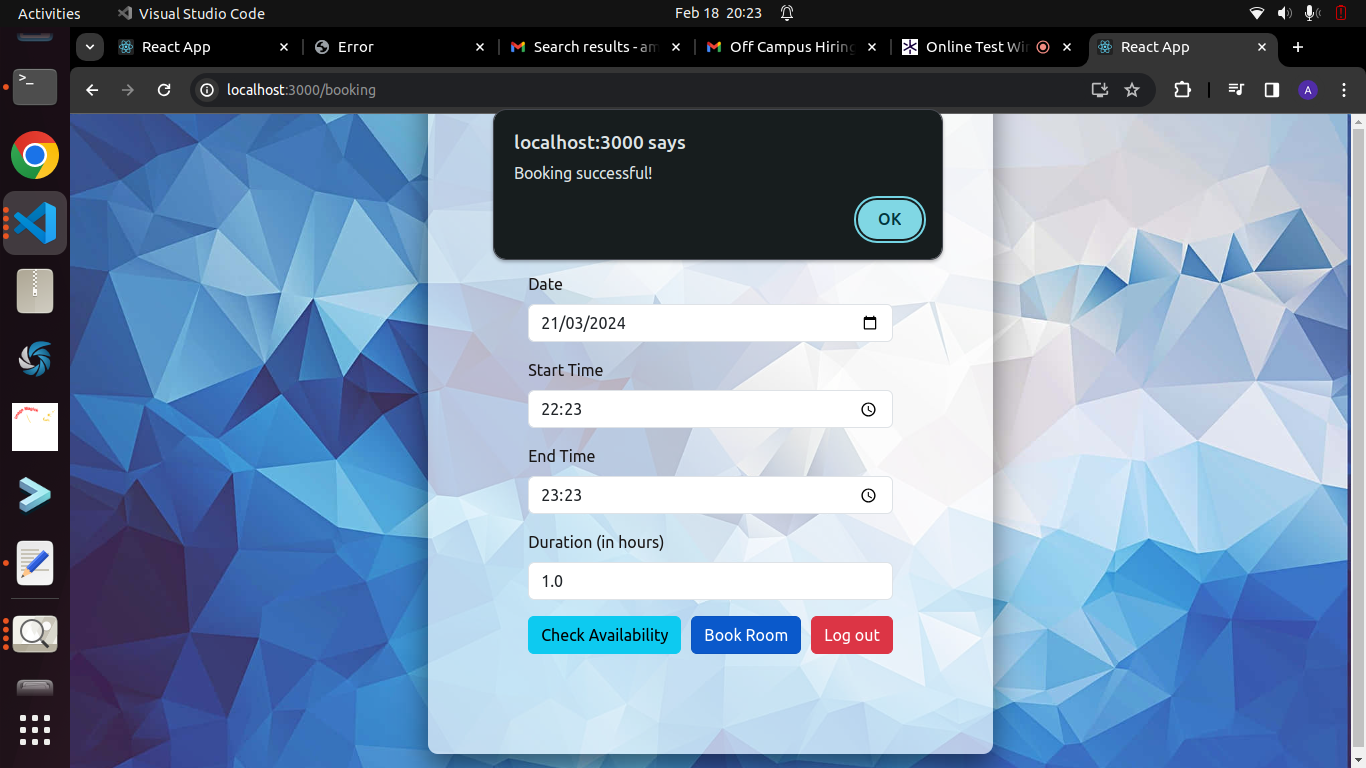 Activities Visual Studio Code Feb 18 20:23
React App Error Search results - am Off Campus Hiring Online Test Wi React App
localhost:3000/booking A
localhost:3000 says
Booking successful!
OK
Date
21/03/2024
Start Time
22:23
End Time
23:23
Duration (in hours)
1.0
Check Availability Book Room Log out